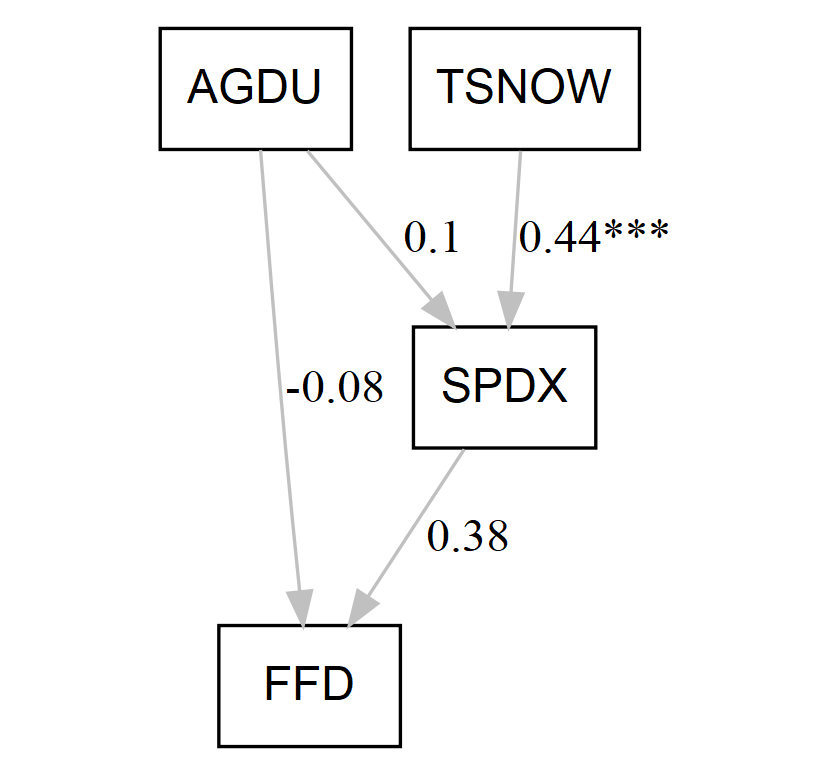 AGDU
TSNOW
0.1
0.44***
-0.08
SPDX
0.38
FFD